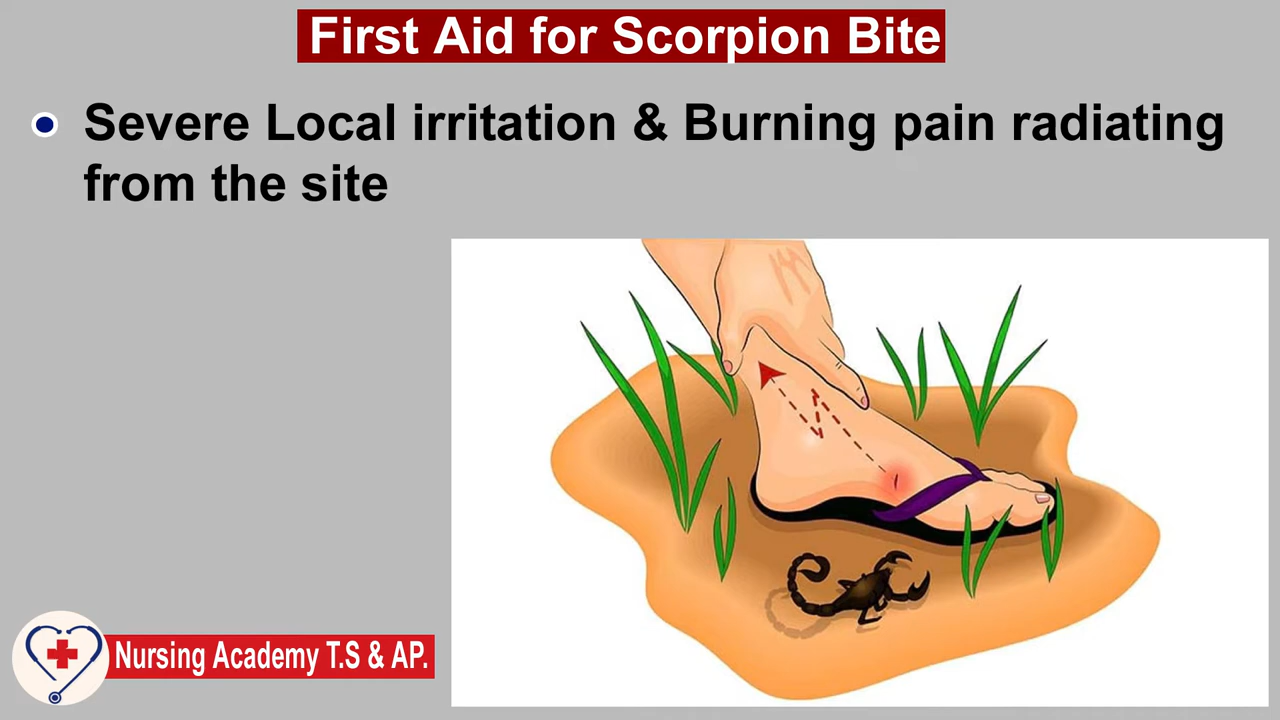 First Aid for Scorpion Bite
Severe Local irritation & Burning pain radiating
from the site
Nursing Academy T.S & AP.